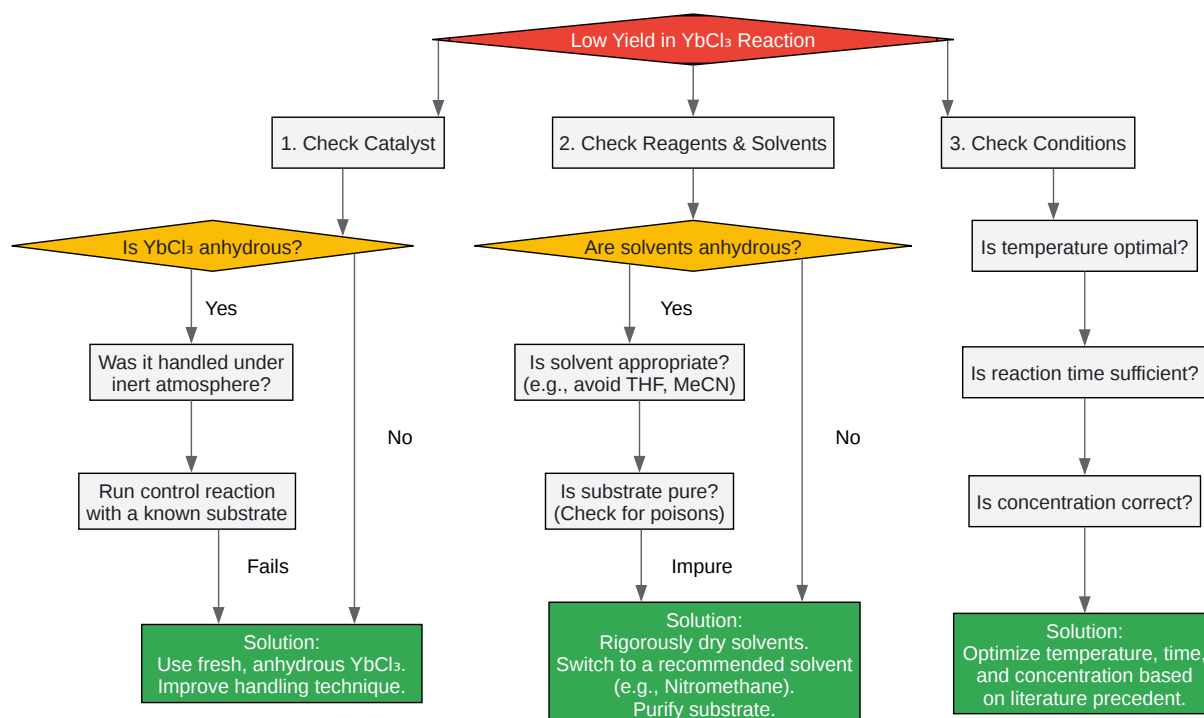 Low Yield in YbCl₃ Reaction
1. Check Catalyst
2. Check Reagents & Solvents
3. Check Conditions
Is YbCl₃ anhydrous?
Are solvents anhydrous?
Is temperature optimal?
Yes
Yes
Was it handled under
inert atmosphere?
Is solvent appropriate?
(e.g., avoid THF, MeCN)
Is reaction time sufficient?
No
No
Run control reaction
with a known substrate
Is substrate pure?
(Check for poisons)
Is concentration correct?
Fails
Impure
Solution:
Use fresh, anhydrous YbCl₃.
Improve handling technique.
Solution:
Rigorously dry solvents.
Switch to a recommended solvent
(e.g., Nitromethane).
Purify substrate.
Solution:
Optimize temperature, time,
and concentration based
on literature precedent.